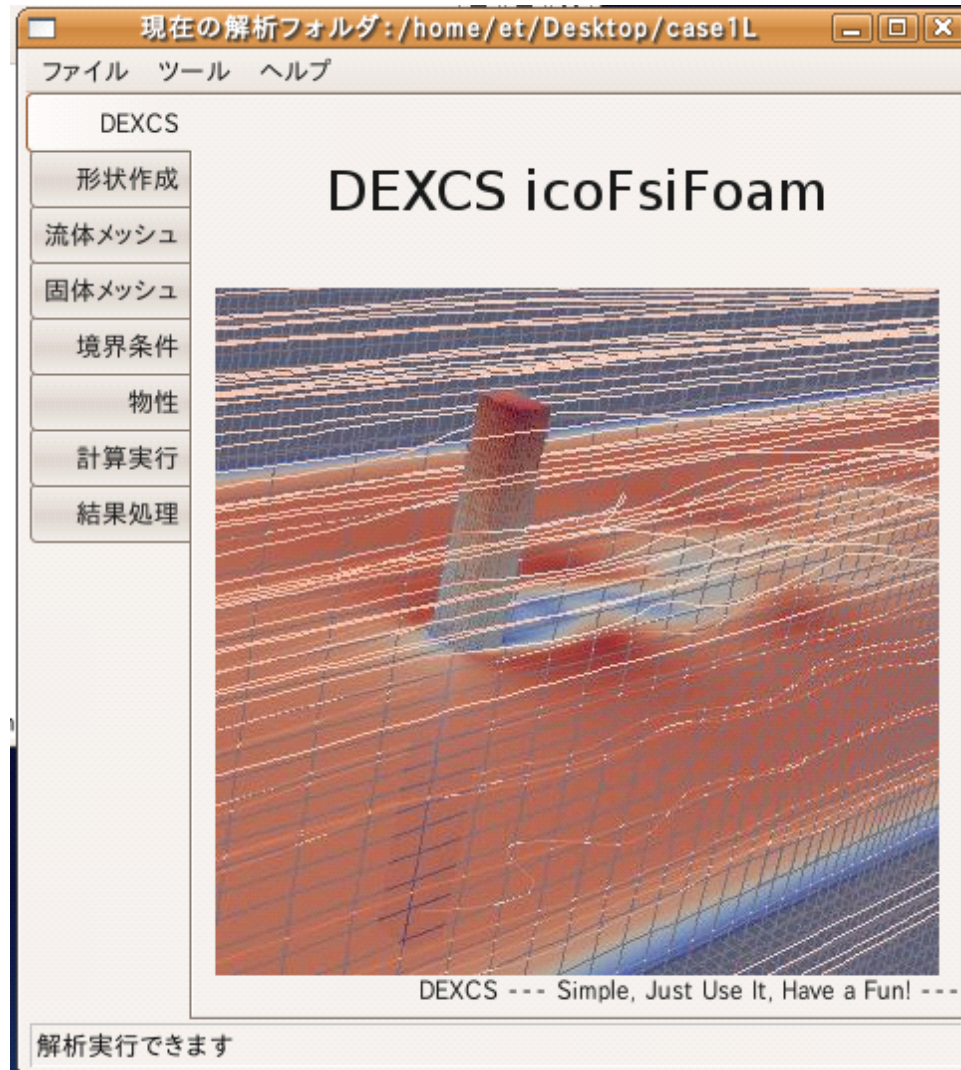 現在の解析フォルダ:/home/et/Desktop/case1L
ファイル ツール ヘルプ
DEXCS
形状作成
流体メッシュ
固体メッシュ
境界条件
物性
計算実行
結果処理
DEXCS icoFsiFoam
DEXCS --- Simple, Just Use It, Have a Fun! ---
解析実行できます